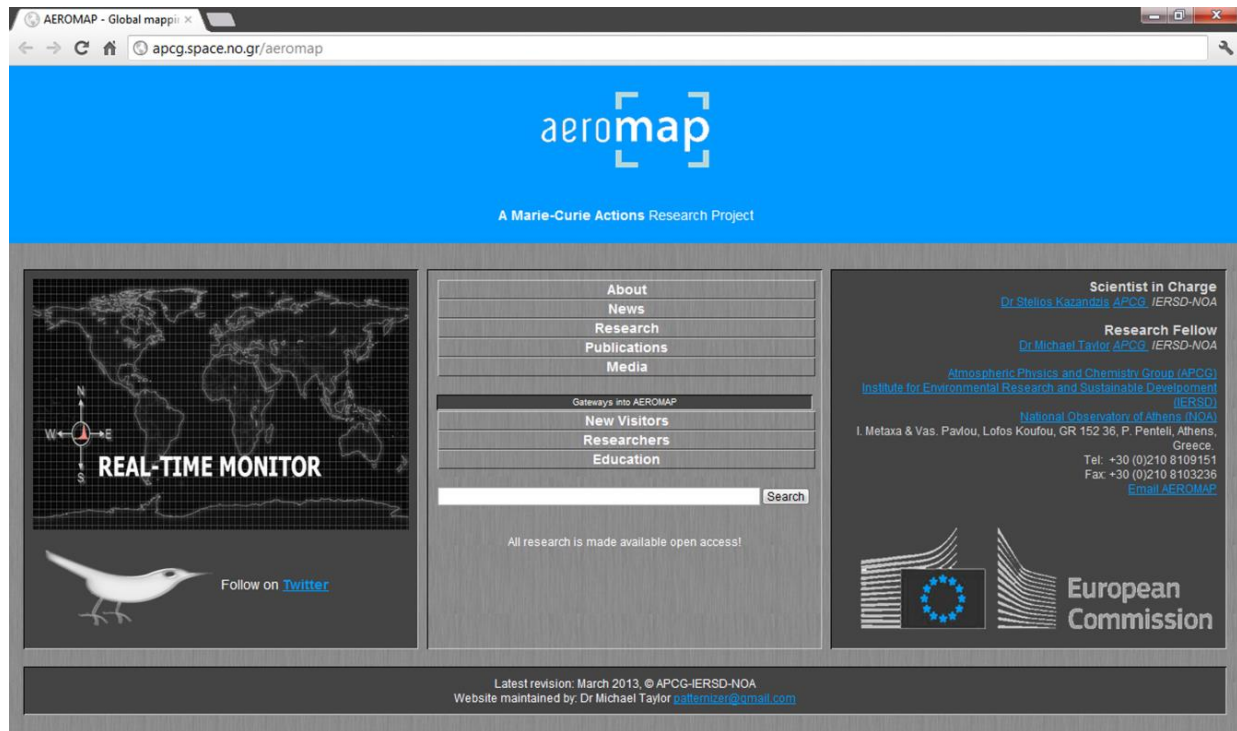 AEROMAP - Global mappin
apcg.space.no.gr/aeromap
aeromap
A Marie-Curie Actions Research Project
N
W E
S
REAL-TIME MONITOR
Follow on Twitter
About
News
Research
Publications
Media
Gateways into AEROMAP
New Visitors
Researchers
Education
Search
All research is made available open access!
Scientist in Charge
Dr Stelios Kazandzis APCG IERSD-NOA
Research Fellow
Dr Michael Taylor APCG IERSD-NOA
Atmospheric Physics and Chemistry Group (APCG)
Institute for Environmental Research and Sustainable Development
(IERSD)
National Observatory of Athens (NOA)
I. Metaxa & Vas. Pavlou, Lofos Koufou, GR 152 36, P. Penteli, Athens,
Greece.
Tel: +30 (0)210 8109151
Fax: +30 (0)210 8103236
Email AEROMAP
European
Commission
Latest revision: March 2013, © APCG-IERSD-NOA
Website maintained by: Dr Michael Taylor patternizer@gmail.com